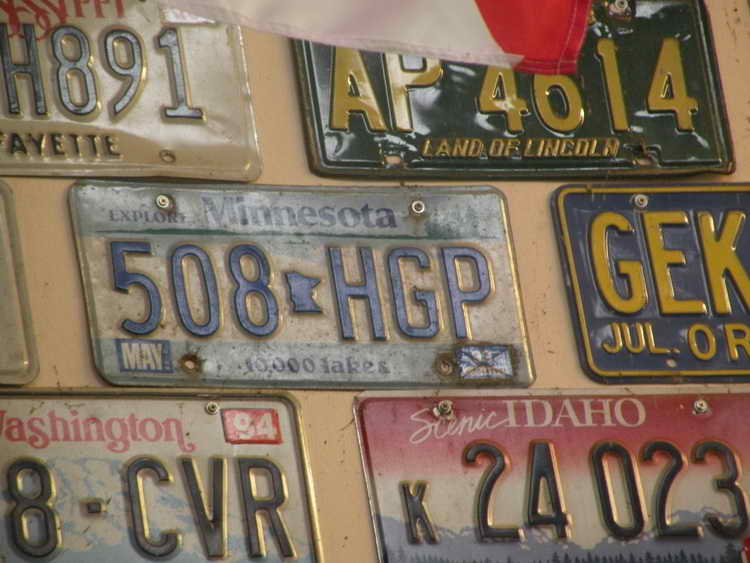 H891
AYETTE
AP 4614
LAND OF LINCOLN
EXPLORE Minnesota
508 HGP
MAY
10,000 lakes
GEK
JUL. OR
Washington
94
8-CVR
Scenic IDAHO
K 24023